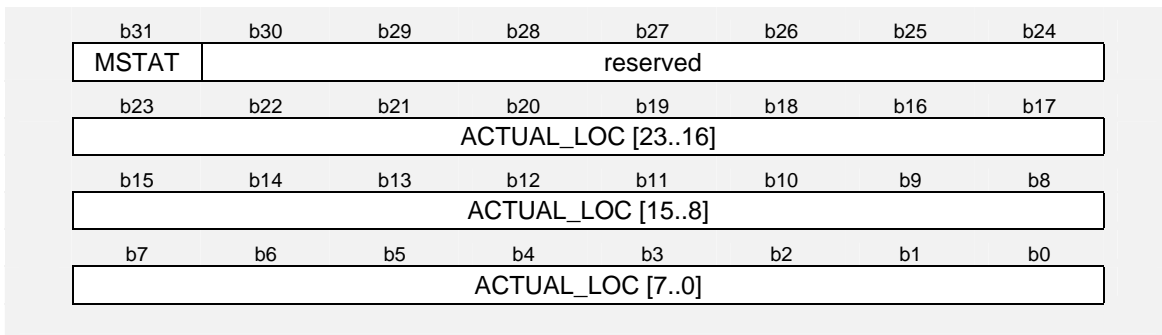 b31 b30 b29 b28 b27 b26 b25 b24
MSTAT reserved
b23 b22 b21 b20 b19 b18 b16 b17
ACTUAL_LOC [23..16]
b15 b14 b13 b12 b11 b10 b9 b8
ACTUAL_LOC [15..8]
b7 b6 b5 b4 b3 b2 b1 b0
ACTUAL_LOC [7..0]